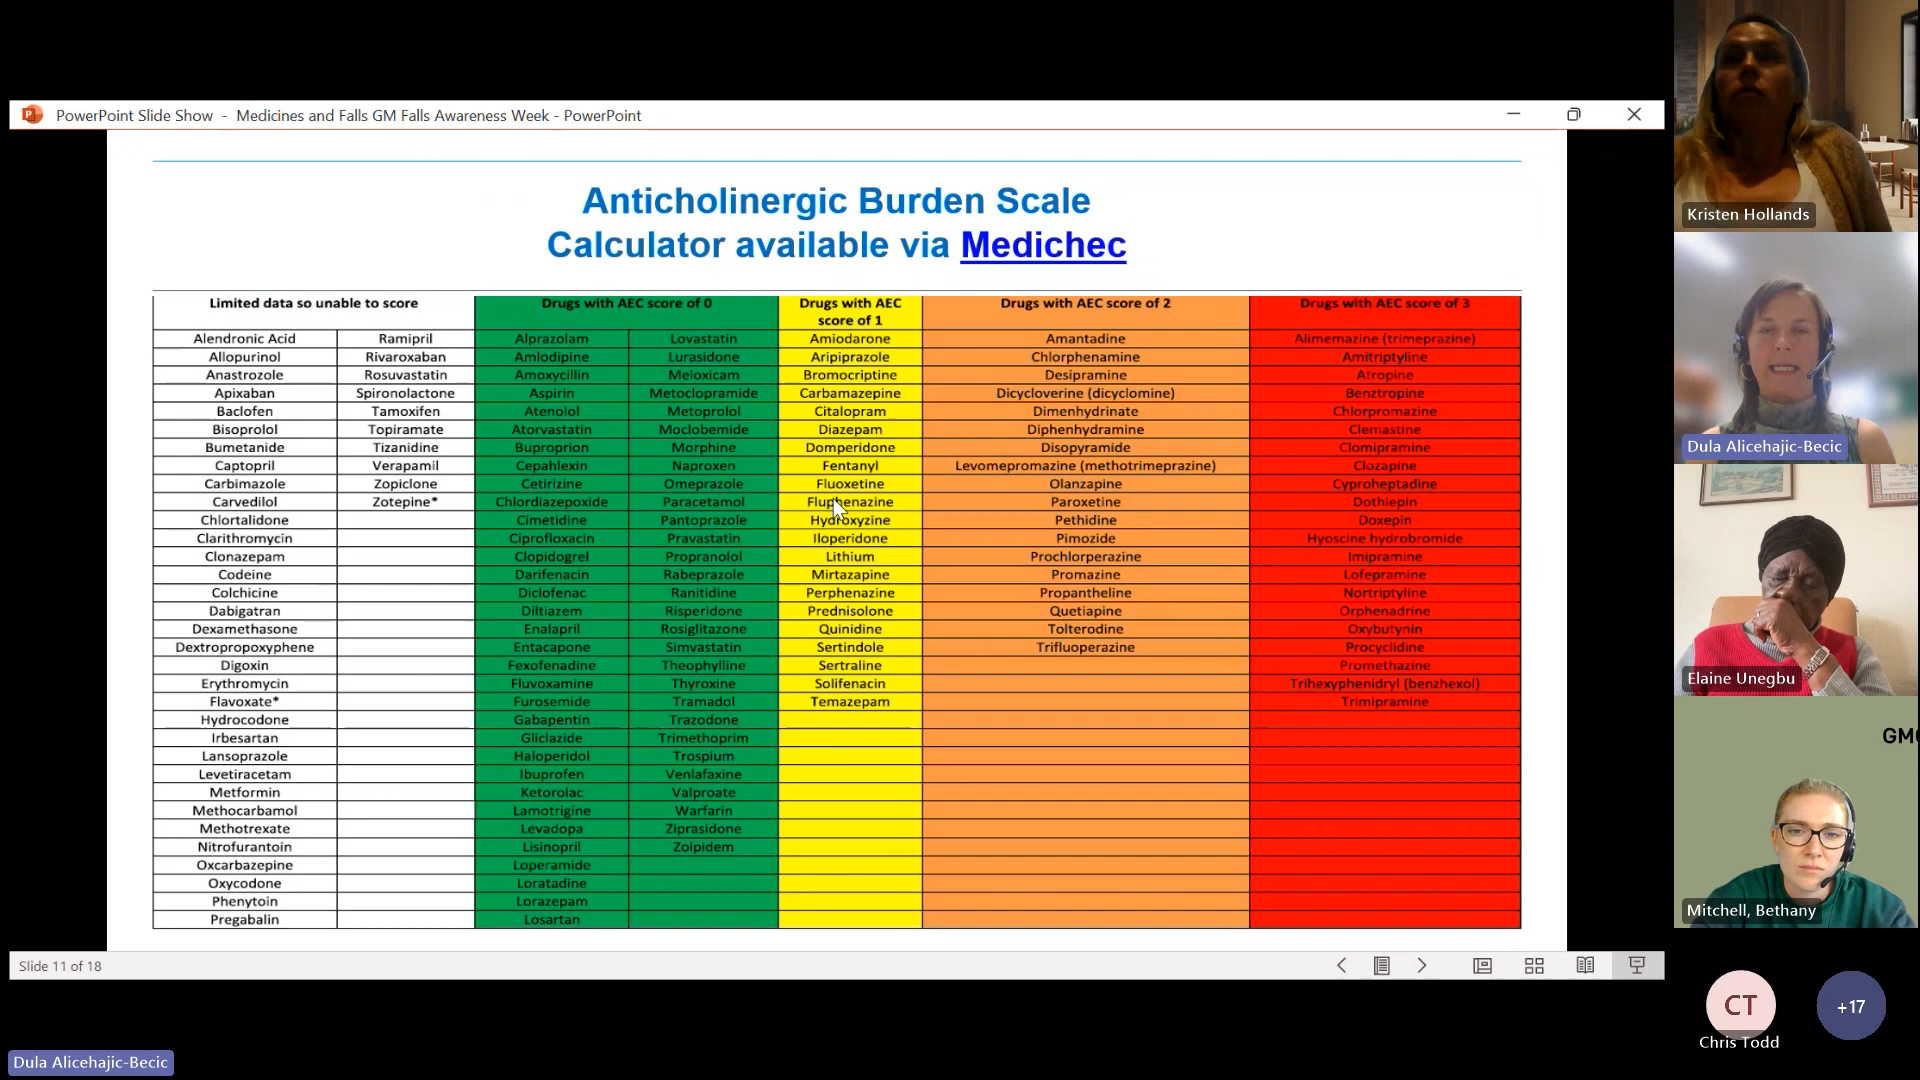 PowerPoint Slide Show - Medicines and Falls GM Falls Awareness Week - PowerPoint
Anticholinergic Burden Scale
Calculator available via Medichec
Limited data so unable to score Drugs with AEC score of 0 Drugs with AEC score of 1 Drugs with AEC score of 2 Drugs with AEC score of 3
Alendronic Acid Ramipril Alprazolam Lovastatin Amiodarone Amantadine Alimemazine (trimeprazine)
Allopurinol Rivaroxaban Amlodipine Lurasidone Aripiprazole Chlorphenamine Amitriptyline
Anastrozole Rosuvastatin Amoxycillin Meloxicam Bromocriptine Desipramine Atropine
Apixaban Spironolactone Aspirin Metoclopramide Carbamazepine Dicycloverine (dicyclomine) Benztropine
Baclofen Tamoxifen Atenolol Metoprolol Citalopram Dimenhydrinate Chlorpromazine
Bisoprolol Topiramate Atorvastatin Moclobemide Diazepam Diphenhydramine Clemastine
Bumetanide Tizanidine Buproprion Morphine Domperidone Disopyramide Clomipramine
Captopril Verapamil Cephalexin Naproxen Fentanyl Levomepromazine (methotrimeprazine) Clozapine
Carbimazole Zopiclone Cetirizine Omeprazole Fluoxetine Olanzapine Cyproheptadine
Carvedilol Zotepine* Chlordiazepoxide Paracetamol Fluphenazine Paroxetine Dothiepin
Chlortalidone Cimetidine Pantoprazole Hydroxyzine Pethidine Doxepin
Clarithromycin Ciprofloxacin Pravastatin Iloperidone Pimozide Hyoscine hydrobromide
Clonazepam Clopidogrel Propranolol Lithium Prochlorperazine Imipramine
Codeine Darifenacin Rabeprazole Mirtazapine Promazine Lofepramine
Colchicine Diclofenac Ranitidine Perphenazine Propantheline Nortriptyline
Dabigatran Diltiazem Risperidone Prednisolone Quetiapine Orphenadrine
Dexamethasone Enalapril Rosiglitazone Quinidine Tolterodine Oxybutynin
Dextropropoxyphene Entacapone Simvastatin Sertindole Trifluoperazine Procyclidine
Digoxin Fexofenadine Theophylline Sertraline Promethazine
Erythromycin Fluvoxamine Thyroxine Solifenacin Trihexyphenidryl (benzhexol)
Flavoxate* Furosemide Tramadol Temazepam Trimipramine
Hydrocodone Gabapentin Trazodone
Irbesartan Gliclazide Trimethoprim
Lansoprazole Haloperidol Trospium
Levetiracetam Ibuprofen Venlafaxine
Metformin Ketorolac Valproate
Methocarbamol Lamotrigine Warfarin
Methotrexate Levadopa Ziprasidone
Nitrofurantoin Lisinopril Zolpidem
Oxcarbazepine Loperamide
Oxycodone Loratadine
Phenytoin Lorazepam
Pregabalin Losartan
Slide 11 of 18
Dula Alicehajic-Becic
Kristen Hollands
Dula Alicehajic-Becic
Elaine Unegbu
Mitchell, Bethany
CT
+17
Chris Todd